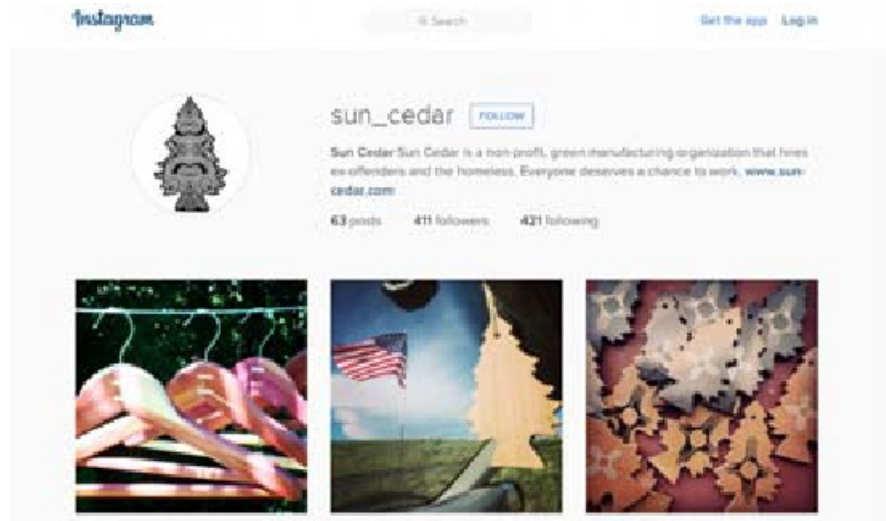 Instagram
Search
Get the app Log in
sun_cedar FOLLOW
Sun Cedar Sun Cedar is a non-profit, green manufacturing organization that hires
ex-offenders and the homeless. Everyone deserves a chance to work. www.sun-
cedar.com
63 posts 411 followers 421 following